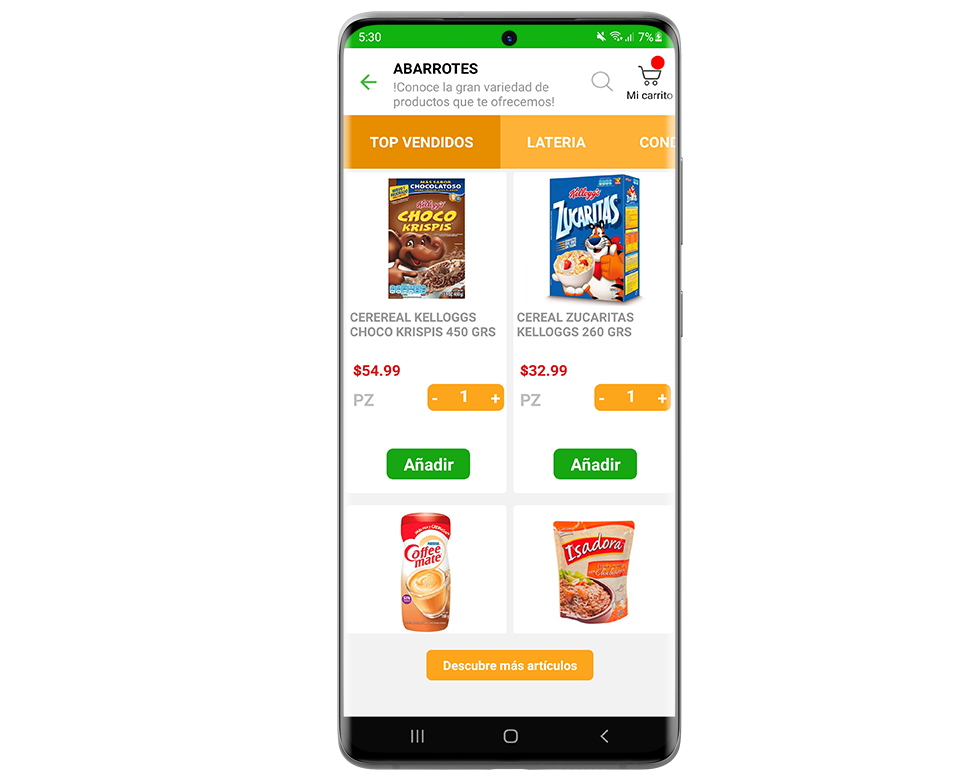 5:30
7%
ABARROTES
!Conoce la gran variedad de
productos que te ofrecemos!
Mi carrito
TOP VENDIDOS
LATERIA
CON
MÁS SABOR
CHOCOLATOSO
Kellogg's
CHOCO
KRISPIS
Kellogg's
ZUCARITAS
CEREREAL KELLOGGS
CHOCO KRISPIS 450 GRS
CEREAL ZUCARITAS
KELLOGGS 260 GRS
$54.99
$32.99
PZ
- 1 +
PZ
- 1 +
Añadir
Añadir
Coffee
mate
Isadora
Descubre más artículos